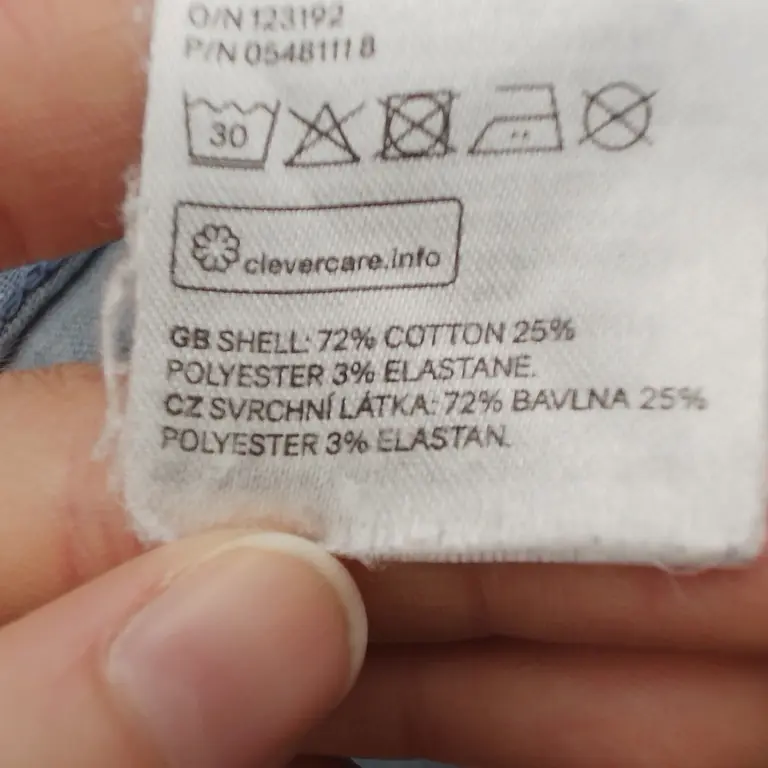 O/N 123192
P/N 05481118
30
clevercare.info
GB SHELL: 72% COTTON 25%
POLYESTER 3% ELASTANE.
CZ SVRCHNÍ LÁTKA: 72% BAVLNA 25%
POLYESTER 3% ELASTAN.